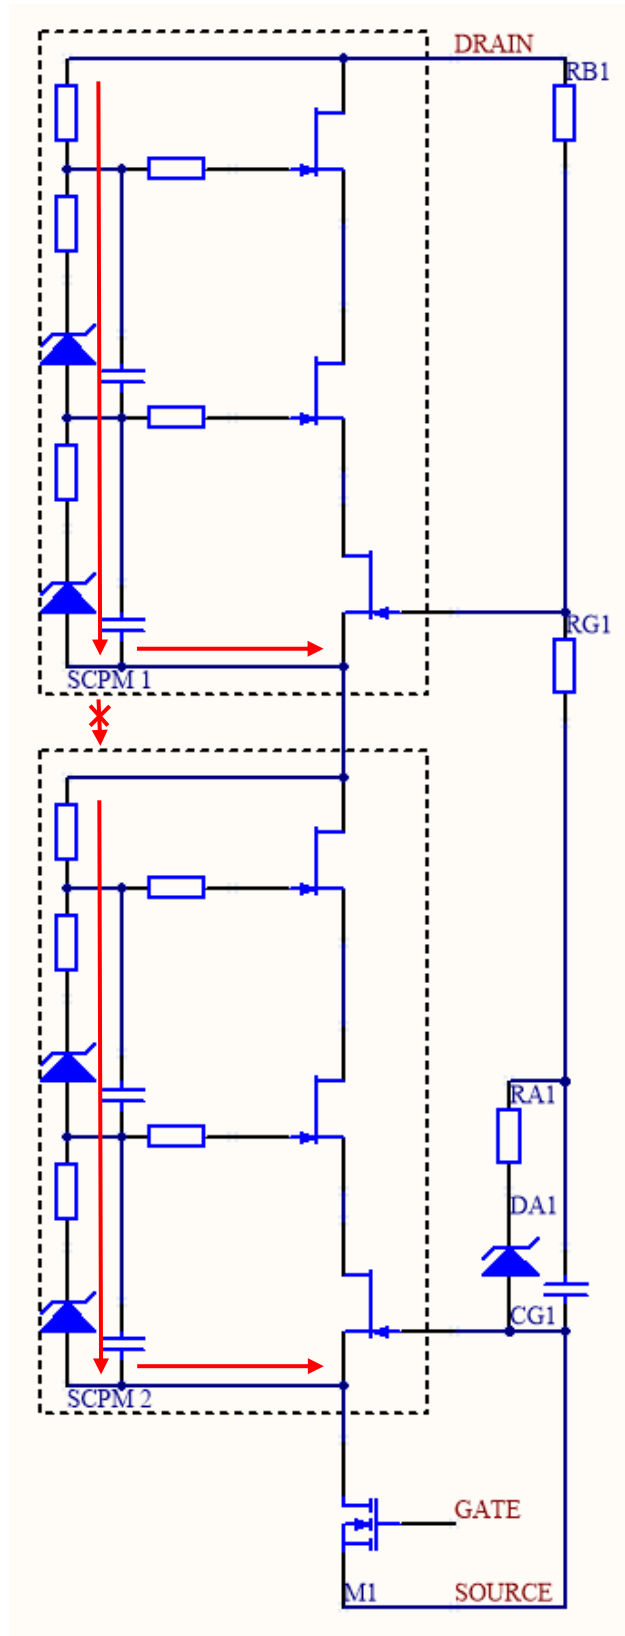 DRAIN
RB1
RG1
SCPM 1
RA1
DA1
CG1
SCPM 2
GATE
M1
SOURCE